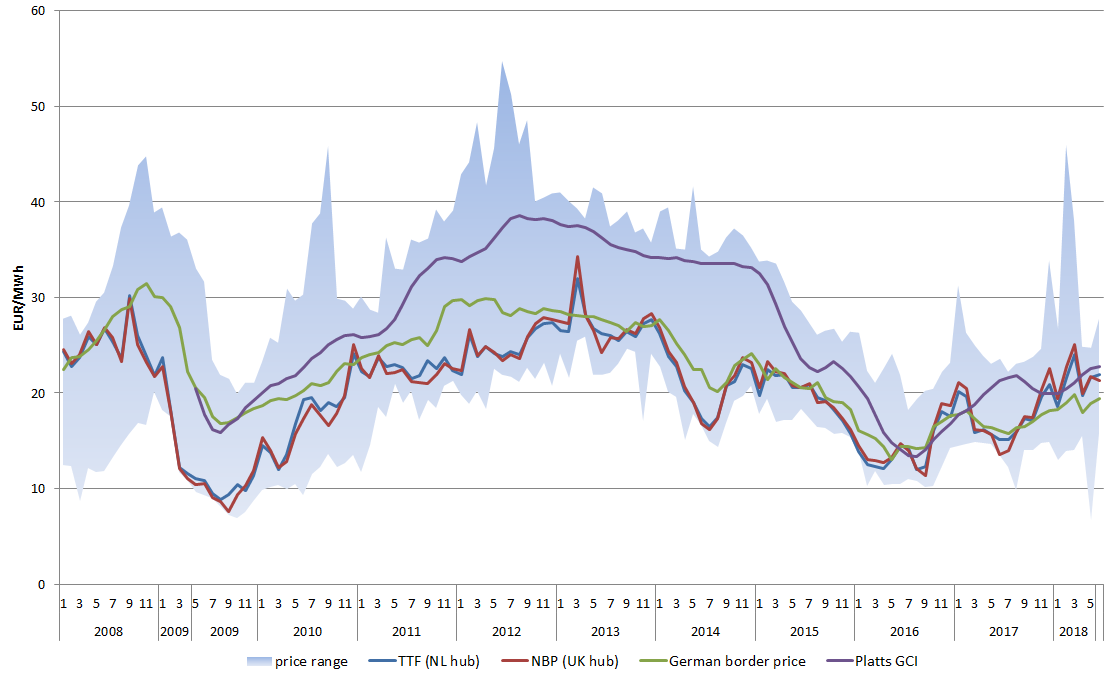 60
50
40
30
20
10
0
EUR/MWh
1 3 5 7 9 11 1 3 5 7 9 11 1 3 5 7 9 11 1 3 5 7 9 11 1 3 5 7 9 11 1 3 5 7 9 11 1 3 5 7 9 11 1 3 5 7 9 11 1 3 5 7 9 11 1 3 5 7 9 11 1 3 5
2008 2009 2009 2010 2011 2012 2013 2014 2015 2016 2017 2018
price range TTF (NL hub) NBP (UK hub) German border price Platts GCI